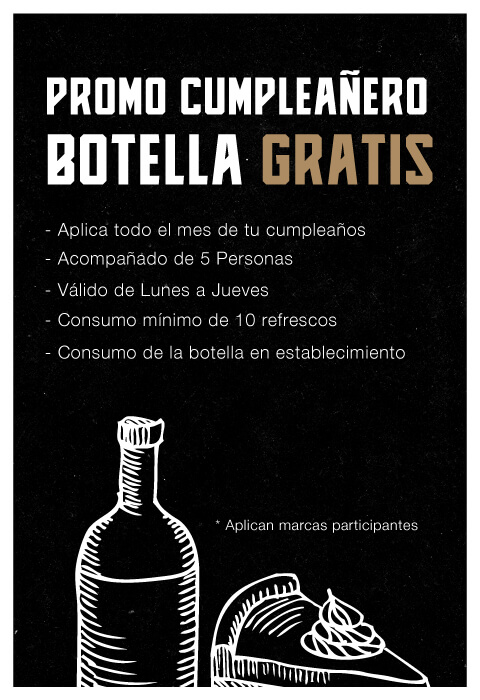 PROMO CUMPLEAÑERO
BOTELLA GRATIS
- Aplica todo el mes de tu cumpleaños
- Acompañado de 5 Personas
- Válido de Lunes a Jueves
- Consumo mínimo de 10 refrescos
- Consumo de la botella en establecimiento
* Aplican marcas participantes